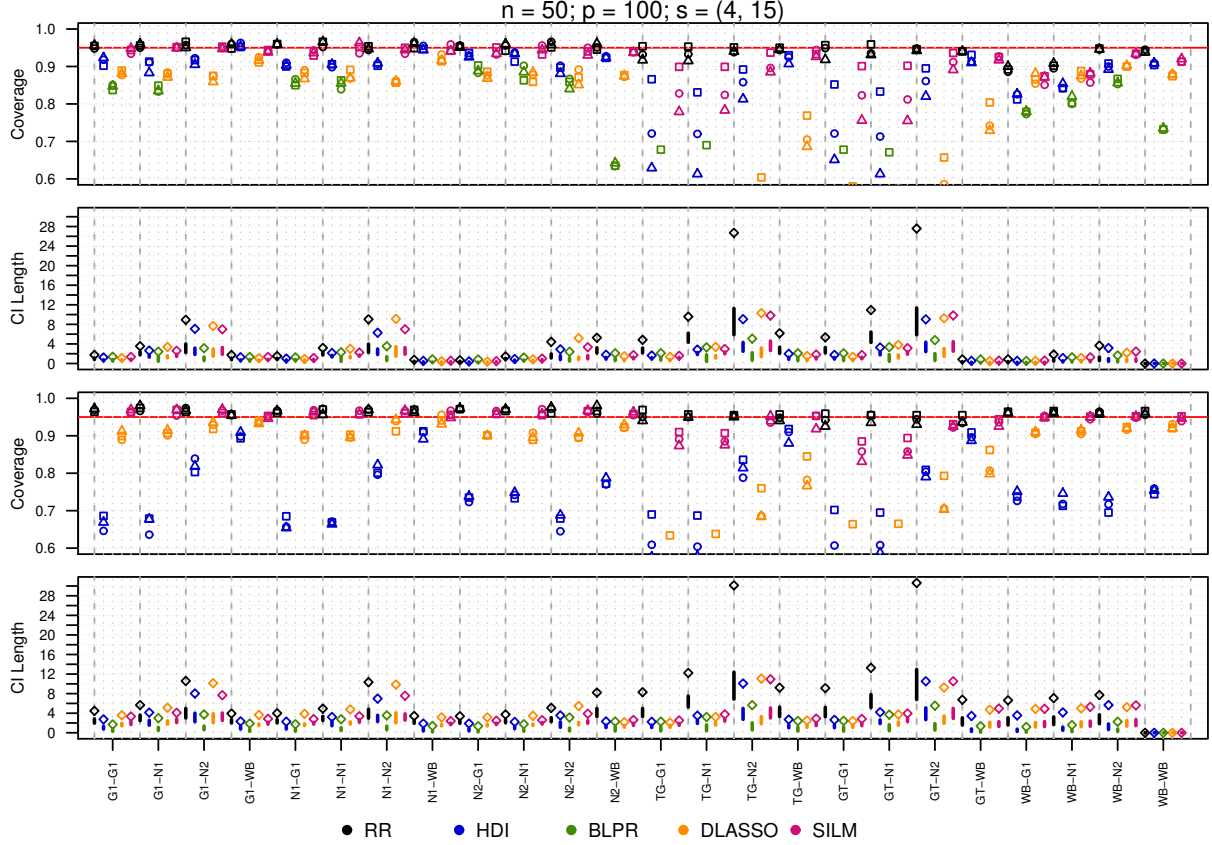 n = 50; p = 100; s = (4, 15)
Coverage
1.0
0.9
0.8
0.7
0.6
CI Length
28
24
20
16
12
8
4
0
Coverage
1.0
0.9
0.8
0.7
0.6
CI Length
28
24
20
16
12
8
4
0
G1−G1
G1−N1
G1−N2
G1−WB
N1−G1
N1−N1
N1−N2
N1−WB
N2−G1
N2−N1
N2−N2
N2−WB
TG−G1
TG−N1
TG−N2
TG−WB
GT−G1
GT−N1
GT−N2
GT−WB
WB−G1
WB−N1
WB−N2
WB−WB
RR HDI BLPR DLASSO SILM